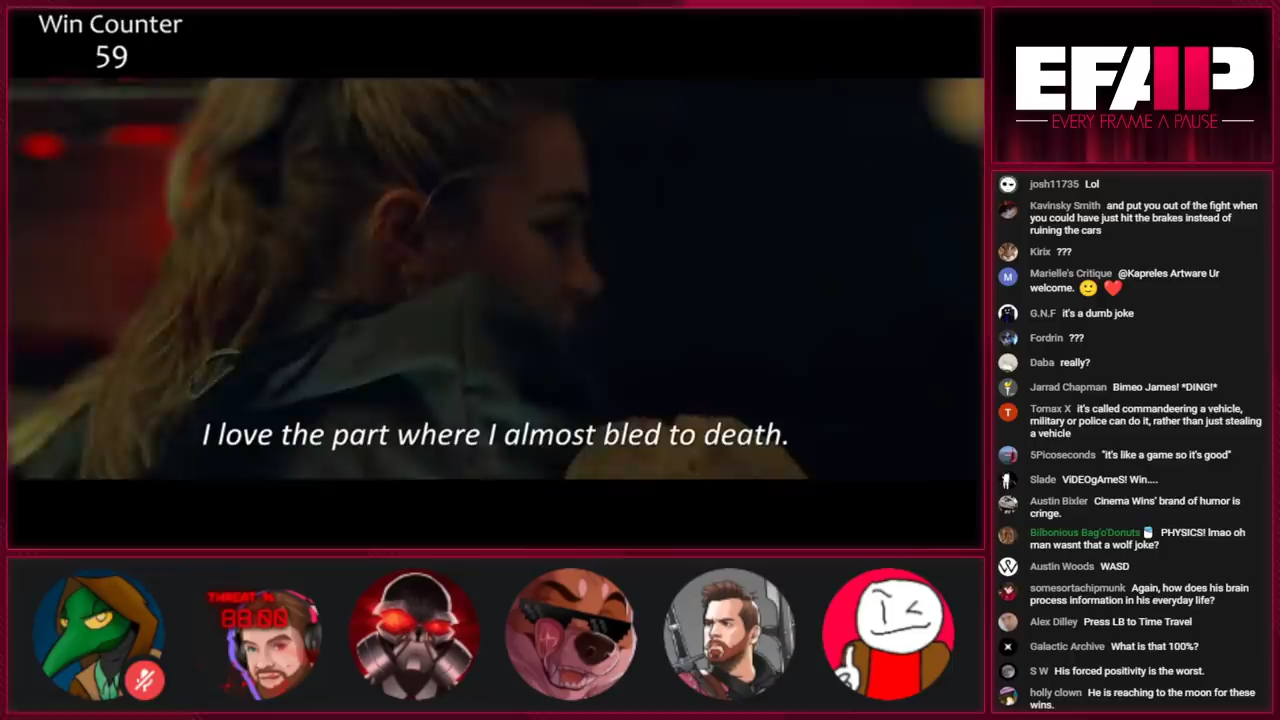 Win Counter
59
I love the part where I almost bled to death.
EFAP
EVERY FRAME A PAUSE
josh11735 Lol
Kavinsky Smith and put you out of the fight when
you could have just hit the brakes instead of
ruining the cars
Kirix ???
M Marielle's Critique @Kapreles Artware Ur
welcome. 🙂 ❤️
G.N.F it's a dumb joke
Fordrin ???
Daba really?
Jarrad Chapman Bimeo James! *DING!*
T Tomax X it's called commandeering a vehicle,
military or police can do it, rather than just stealing
a vehicle
5Picoseconds "it's like a game so it's good"
Slade ViDEOgAmeS! Win....
Austin Bixler Cinema Wins' brand of humor is
cringe.
Bilbonious Bag'o'Donuts PHYSICS! lmao oh
man wasnt that a wolf joke?
Austin Woods WASD
somesortachipmunk Again, how does his brain
process information in his everyday life?
Alex Dilley Press LB to Time Travel
Galactic Archive What is that 100%?
S W His forced positivity is the worst.
holly clown He is reaching to the moon for these
wins.
THREAT
88.00